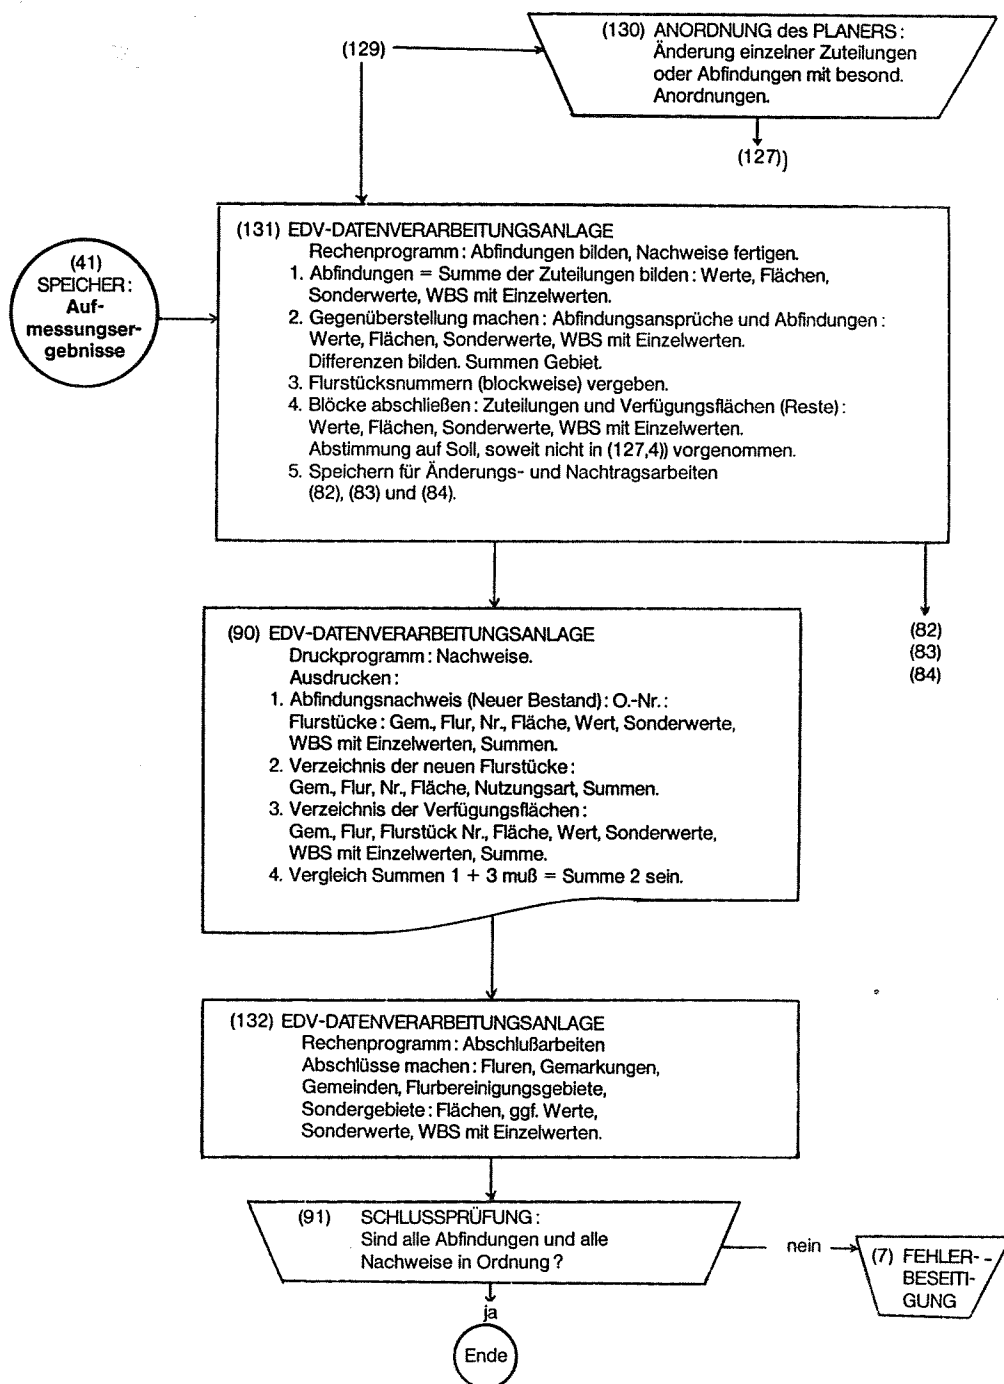 (129)
(130) ANORDNUNG des PLANERS:
Änderung einzelner Zuteilungen
oder Abfindungen mit besond.
Anordnungen.
(127))
(131) EDV-DATENVERARBEITUNGSANLAGE
Rechenprogramm: Abfindungen bilden, Nachweise fertigen.
1. Abfindungen = Summe der Zuteilungen bilden: Werte, Flächen,
Sonderwerte, WBS mit Einzelwerten.
2. Gegenüberstellung machen: Abfindungsansprüche und Abfindungen:
Werte, Flächen, Sonderwerte, WBS mit Einzelwerten.
Differenzen bilden. Summen Gebiet.
3. Flurstücksnummern (blockweise) vergeben.
4. Blöcke abschließen: Zuteilungen und Verfügungsflächen (Reste):
Werte, Flächen, Sonderwerte, WBS mit Einzelwerten.
Abstimmung auf Soll, soweit nicht in (127,4)) vorgenommen.
5. Speichern für Änderungs- und Nachtragsarbeiten
(82), (83) und (84).
(41)
SPEICHER:
Auf-
messungser-
gebnisse
(82)
(83)
(84)
(90) EDV-DATENVERARBEITUNGSANLAGE
Druckprogramm: Nachweise.
Ausdrucken:
1. Abfindungsnachweis (Neuer Bestand): O.-Nr.:
Flurstücke: Gem., Flur, Nr., Fläche, Wert, Sonderwerte,
WBS mit Einzelwerten, Summen.
2. Verzeichnis der neuen Flurstücke:
Gem., Flur, Nr., Fläche, Nutzungsart, Summen.
3. Verzeichnis der Verfügungsflächen:
Gem., Flur, Flurstück Nr., Fläche, Wert, Sonderwerte,
WBS mit Einzelwerten, Summe.
4. Vergleich Summen 1 + 3 muß = Summe 2 sein.
(132) EDV-DATENVERARBEITUNGSANLAGE
Rechenprogramm: Abschlußarbeiten
Abschlüsse machen: Fluren, Gemarkungen,
Gemeinden, Flurbereinigungsgebiete,
Sondergebiete: Flächen, ggf. Werte,
Sonderwerte, WBS mit Einzelwerten.
(91) SCHLUSSPRÜFUNG:
Sind alle Abfindungen und alle
Nachweise in Ordnung?
nein
(7) FEHLER-
BESEITI-
GUNG
ja
Ende